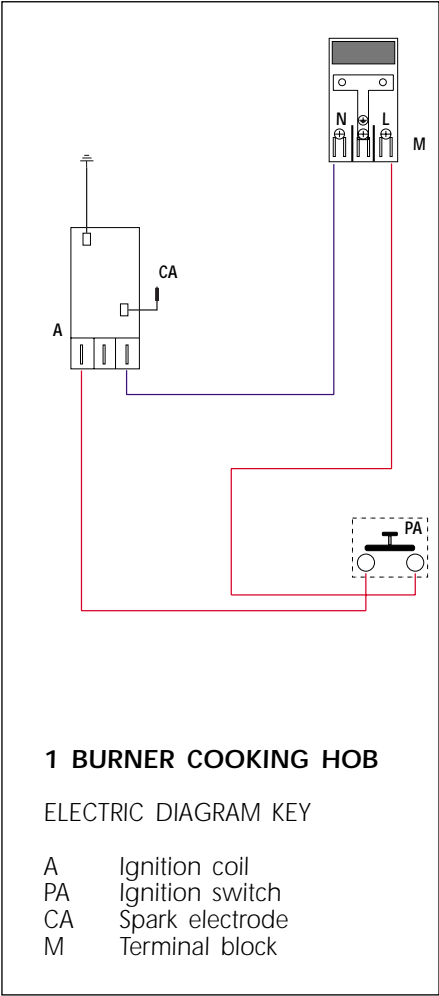 N L
M
CA
A
PA
1 BURNER COOKING HOB
ELECTRIC DIAGRAM KEY
A Ignition coil
PA Ignition switch
CA Spark electrode
M Terminal block